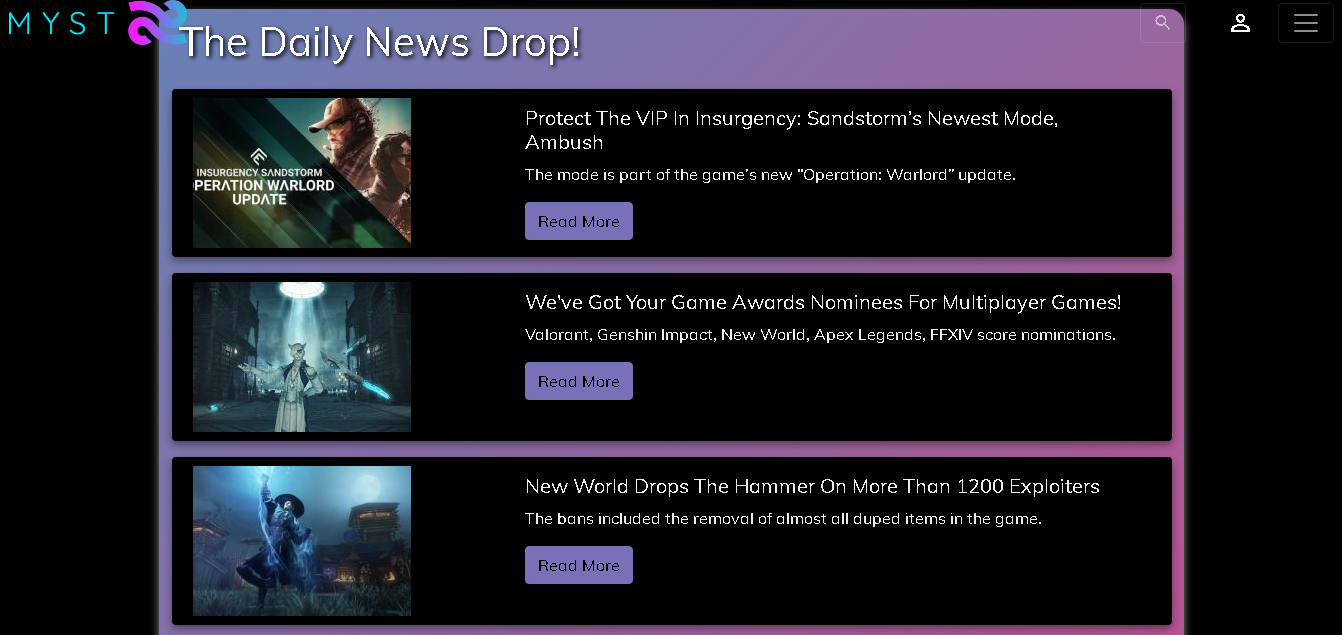 MYST
The Daily News Drop!
INSURGENCY SANDSTORM
OPERATION WARLORD
UPDATE
Protect The VIP In Insurgency: Sandstorm's Newest Mode,
Ambush
The mode is part of the game's new "Operation: Warlord" update.
Read More
We've Got Your Game Awards Nominees For Multiplayer Games!
Valorant, Genshin Impact, New World, Apex Legends, FFXIV score nominations.
Read More
New World Drops The Hammer On More Than 1200 Exploiters
The bans included the removal of almost all duped items in the game.
Read More